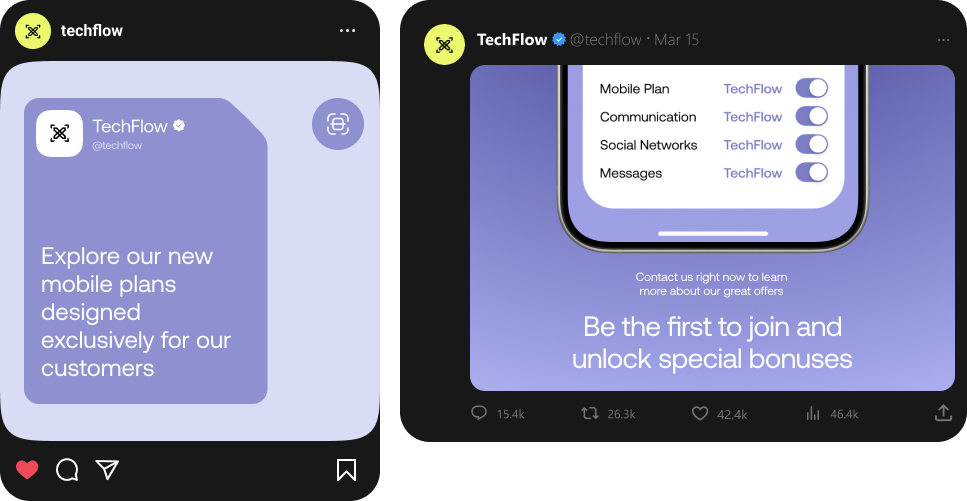 techflow
TechFlow
@techflow
Explore our new
mobile plans
designed
exclusively for our
customers
TechFlow @techflow · Mar 15
Mobile Plan TechFlow
Communication TechFlow
Social Networks TechFlow
Messages TechFlow
Contact us right now to learn
more about our great offers
Be the first to join and
unlock special bonuses
15.4k 26.3k 42.4k 46.4k